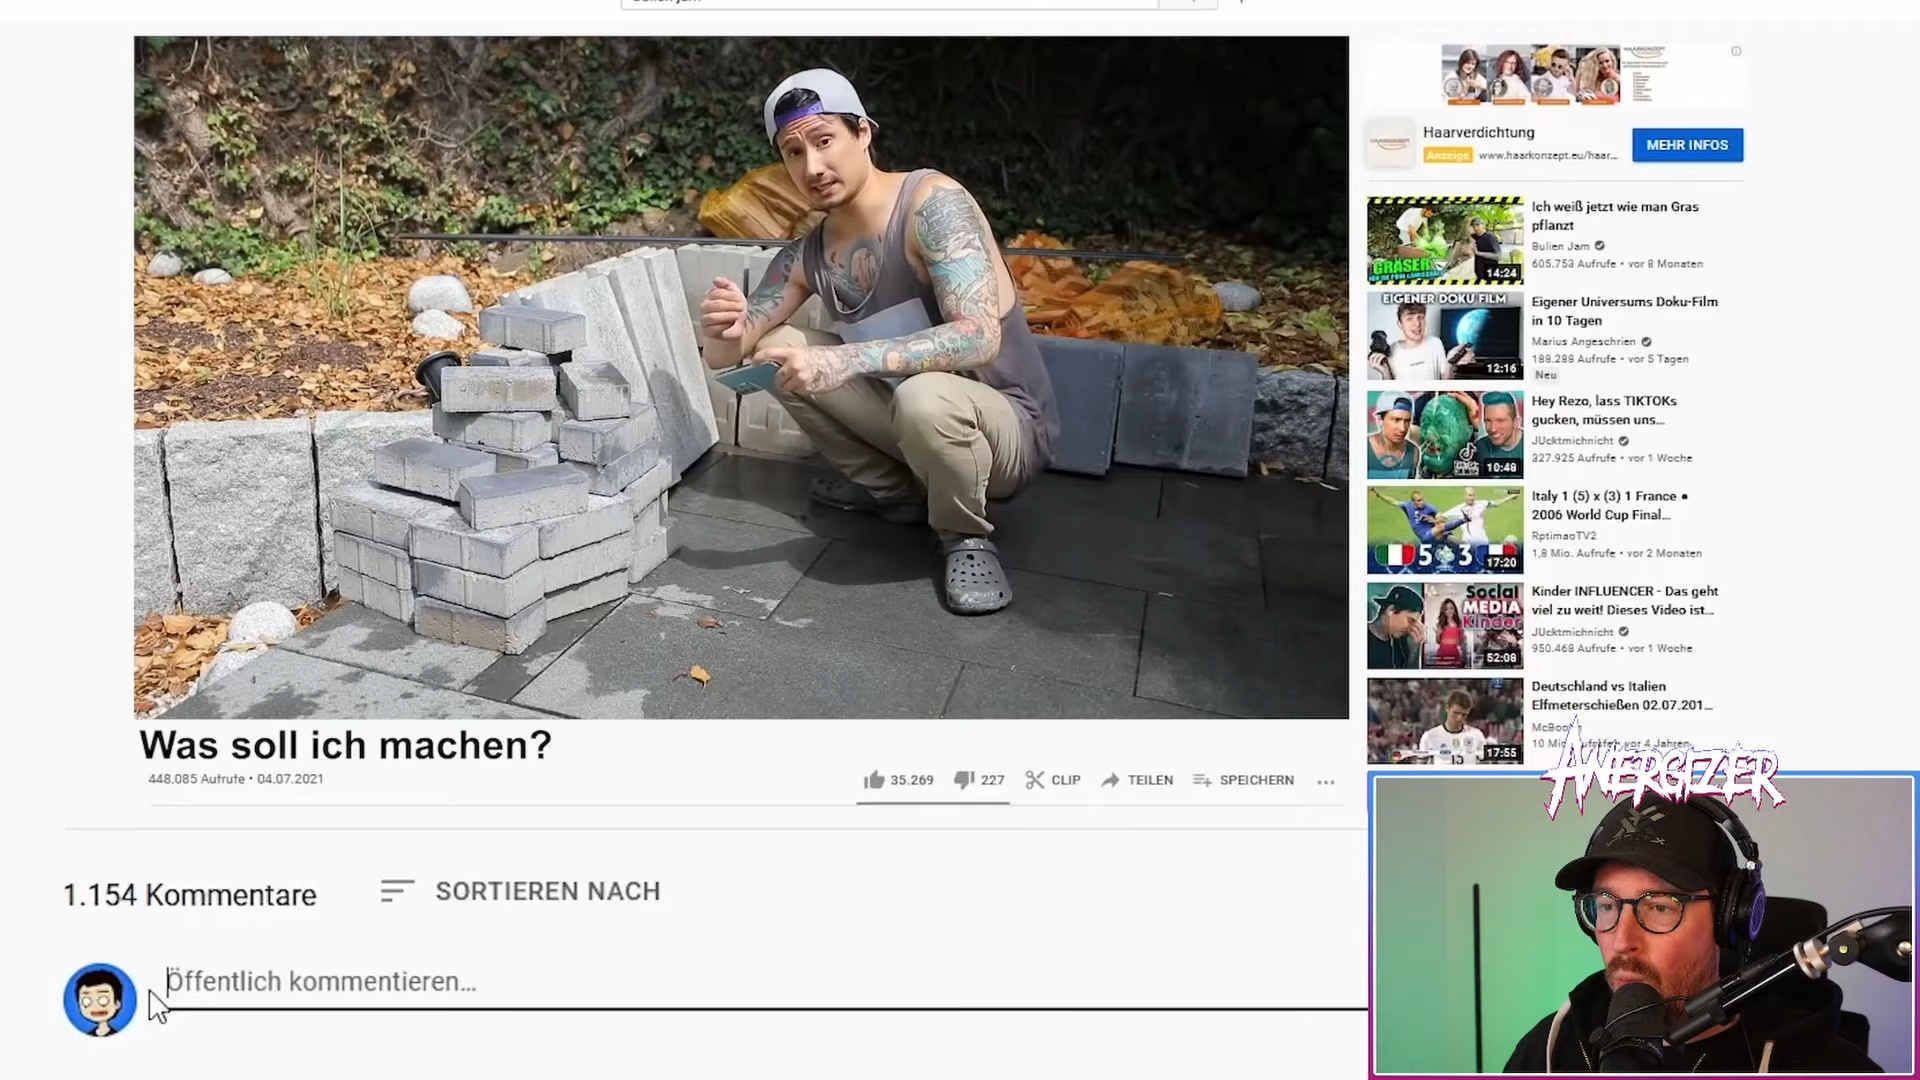 Haarverdichtung
Anzeige
www.haarkonzept.eu/haar...
MEHR INFOS
GRÄSER
14:24
Ich weiß jetzt wie man Gras
pflanzt
Bulien Jam
605.753 Aufrufe • vor 8 Monaten
EIGENER DOKU FILM
12:16
Eigener Universums Doku-Film
in 10 Tagen
Marius Angeschrien
188.288 Aufrufe • vor 5 Tagen
Neu
10:48
Hey Rezo, lass TIKTOKs
gucken, müssen uns...
JUcktmichnicht
327.925 Aufrufe • vor 1 Woche
5 3
17:20
Italy 1 (5) x (3) 1 France •
2006 World Cup Final...
RptimaoTV2
1,8 Mio. Aufrufe • vor 2 Monaten
Social
MEDIA
Kinder
52:08
Kinder INFLUENCER - Das geht
viel zu weit! Dieses Video ist...
JUcktmichnicht
950.468 Aufrufe • vor 1 Woche
17:55
Deutschland vs Italien
Elfmeterschießen 02.07.201...
Was soll ich machen?
448.085 Aufrufe • 04.07.2021
35.269
227
CLIP
TEILEN
SPEICHERN
AWERGIZER
1.154 Kommentare
SORTIEREN NACH
Öffentlich kommentieren...